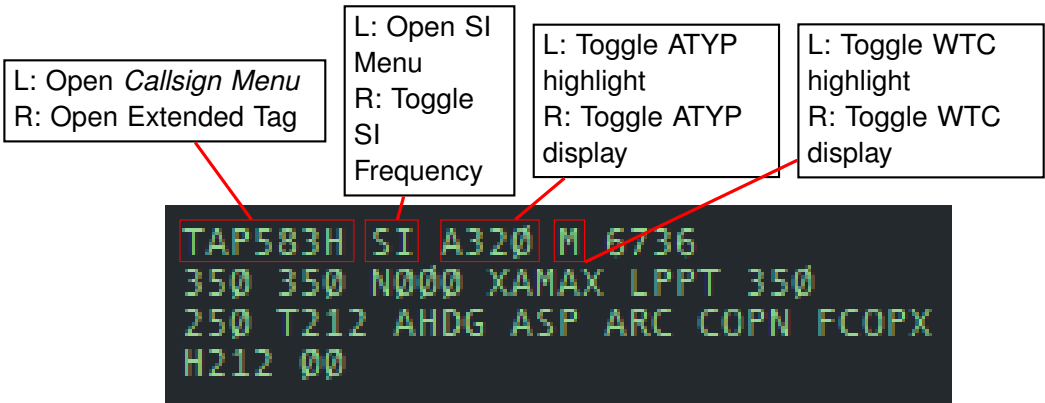 L: Open Callsign Menu
R: Open Extended Tag
L: Open SI
Menu
R: Toggle
SI
Frequency
L: Toggle ATYP
highlight
R: Toggle ATYP
display
L: Toggle WTC
highlight
R: Toggle WTC
display
TAP583H SI A320 M 6736
350 350 N000 XAMAX LPPT 350
250 T212 AHDG ASP ARC COPN FCOPX
H212 00